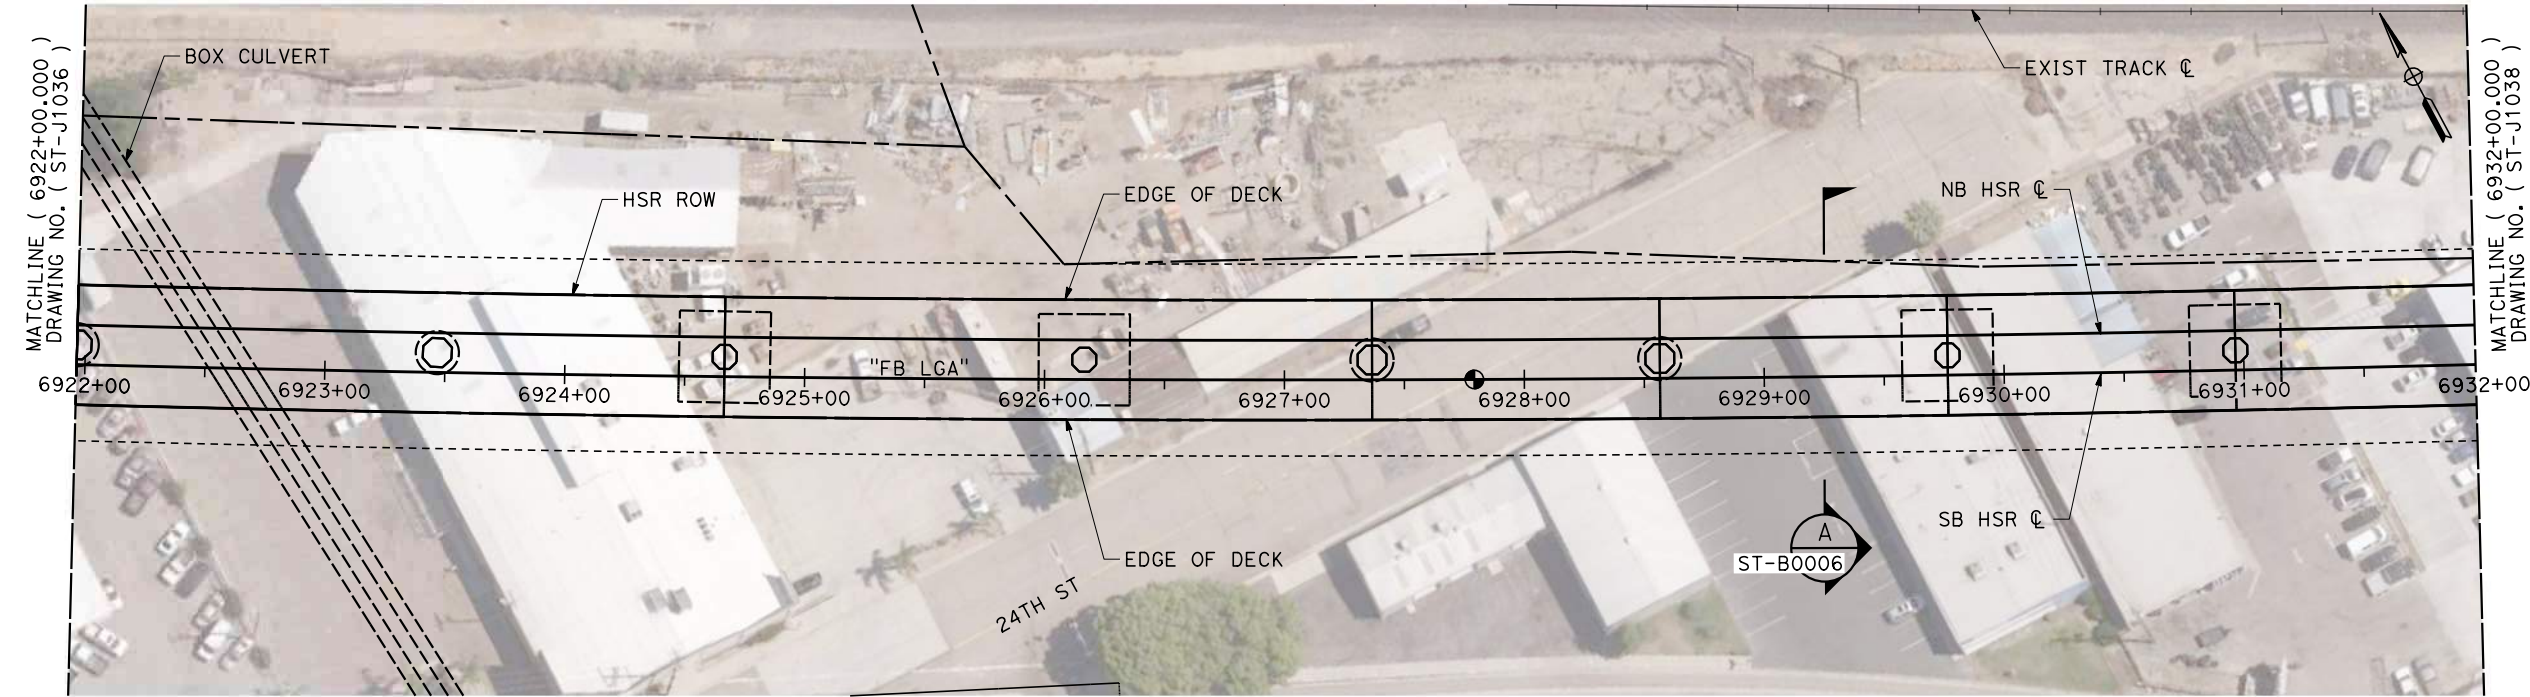 MATCHLINE ( 6922+00.000 )
DRAWING NO. ( ST-J1036 )
BOX CULVERT
HSR ROW
EDGE OF DECK
EXIST TRACK ℄
NB HSR ℄
MATCHLINE ( 6932+00.000 )
DRAWING NO. ( ST-J1038 )
"FB LGA"
6922+00
6923+00
6924+00
6925+00
6926+00
6927+00
6928+00
6929+00
6930+00
6931+00
6932+00
EDGE OF DECK
24TH ST
SB HSR ℄
A
ST-B0006